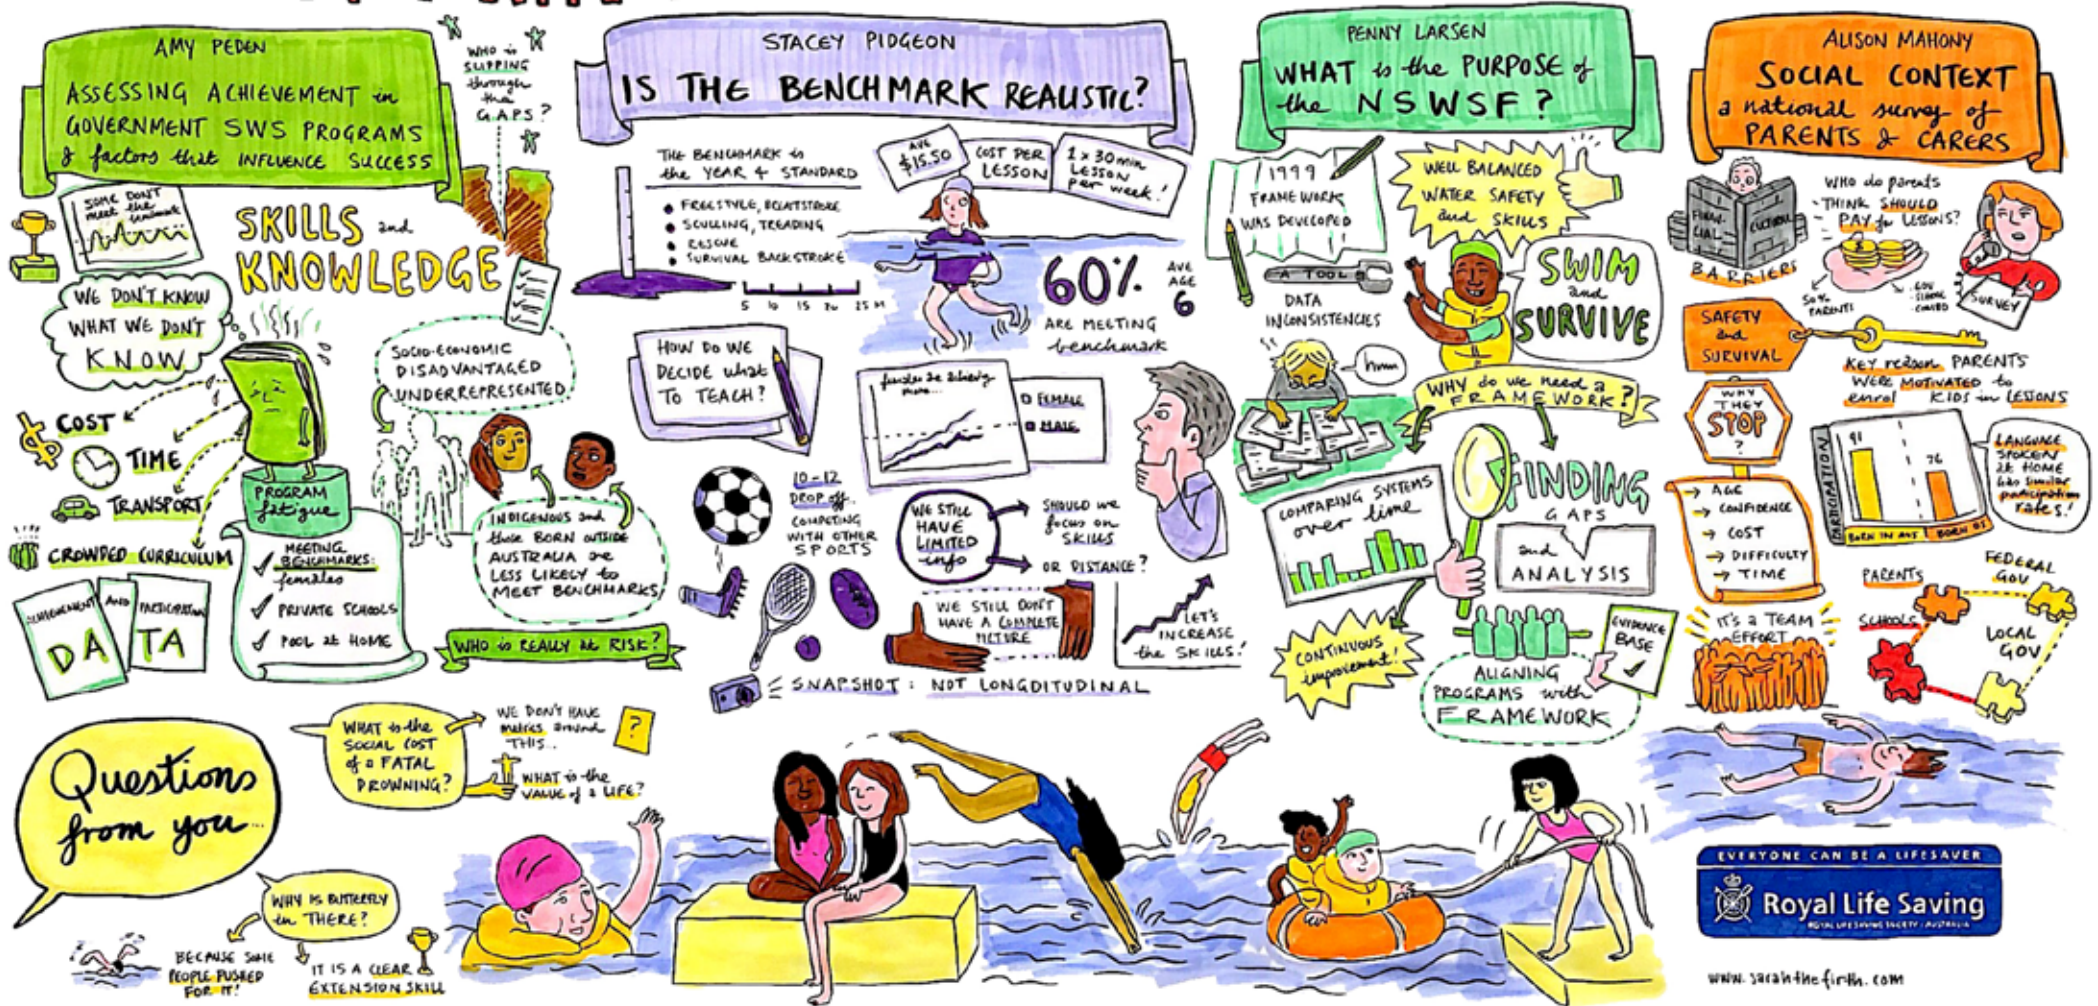 AMY PEDEN
ASSESSING ACHIEVEMENT in
GOVERNMENT SWS PROGRAMS
& factors that INFLUENCE SUCCESS
WHO is
SLIPPING
through
the
GAPS?
SOME DON'T
meet the
benchmark
SKILLS and
KNOWLEDGE
WE DON'T KNOW
WHAT WE DON'T
KNOW
COST
TIME
TRANSPORT
CROWDED CURRICULUM
PROGRAM
fatigue
MEETING
BENCHMARKS:
females
PRIVATE SCHOOLS
POOL at HOME
ACHIEVEMENT AND PARTICIPATION
DATA
SOCIO-ECONOMIC
DISADVANTAGED
UNDERREPRESENTED
INDIGENOUS and
those BORN OUTSIDE
AUSTRALIA are
LESS LIKELY to
MEET BENCHMARKS
WHO is REALLY at RISK?
STACEY PIDGEON
IS THE BENCHMARK REALISTIC?
THE BENCHMARK is
the YEAR 4 STANDARD
FREESTYLE, BREATSTROKE
SCULLING, TREADING
RESCUE
SURVIVAL BACKSTROKE
5 10 15 20 25 M
AVE
$15.50
COST PER
LESSON
1 x 30 min
LESSON
per week!
60%
AVE
AGE
6
ARE MEETING
benchmark
HOW DO WE
DECIDE what
TO TEACH?
females are achieving
more...
FEMALE
MALE
10-12
DROP off
COMPETING
WITH OTHER
SPORTS
WE STILL
HAVE
LIMITED
info
SHOULD we
focus on
SKILLS
OR DISTANCE?
WE STILL DON'T
HAVE A COMPLETE
PICTURE
LET'S
INCREASE
the SKILLS!
SNAPSHOT: NOT LONGDITUDINAL
PENNY LARSEN
WHAT is the PURPOSE of
the NSWSF?
1999
FRAMEWORK
WAS DEVELOPED
A TOOL
DATA
INCONSISTENCIES
hmm
WELL BALANCED
WATER SAFETY
and SKILLS
SWIM
and
SURVIVE
WHY do we need a
FRAMEWORK?
COMPARING SYSTEMS
over time
FINDING
GAPS
and
ANALYSIS
CONTINUOUS
improvement!
ALIGNING
PROGRAMS with
FRAMEWORK
EVIDENCE
BASE
ALISON MAHONY
SOCIAL CONTEXT
a national survey of
PARENTS & CARERS
FINAN-
CIAL
CULTURAL
BARRIERS
WHO do parents
THINK SHOULD
PAY for LESSONS?
50%
PARENTS
SURVEY
SAFETY
and
SURVIVAL
KEY reason PARENTS
WERE MOTIVATED to
enrol KIDS in LESSONS
WHY
THEY
STOP
?
AGE
CONFIDENCE
COST
DIFFICULTY
TIME
PARTICIPATION
91
76
BORN IN AUS
BORN OS
LANGUAGE
SPOKEN
at HOME
has similar
participation
rates!
IT'S a TEAM
EFFORT
PARENTS
FEDERAL
GOV
SCHOOLS
LOCAL
GOV
Questions
from you...
WHAT is the
SOCIAL COST
of a FATAL
DROWNING?
WE DON'T HAVE
metrics around
THIS...
?
WHAT is the
VALUE of a LIFE?
WHY IS BUTTERFLY
in THERE?
BECAUSE SOME
PEOPLE PUSHED
FOR IT!
IT IS A CLEAR
EXTENSION SKILL
EVERYONE CAN BE A LIFESAVER
Royal Life Saving
ROYAL LIFE SAVING SOCIETY - AUSTRALIA
www.sarahthefirth.com